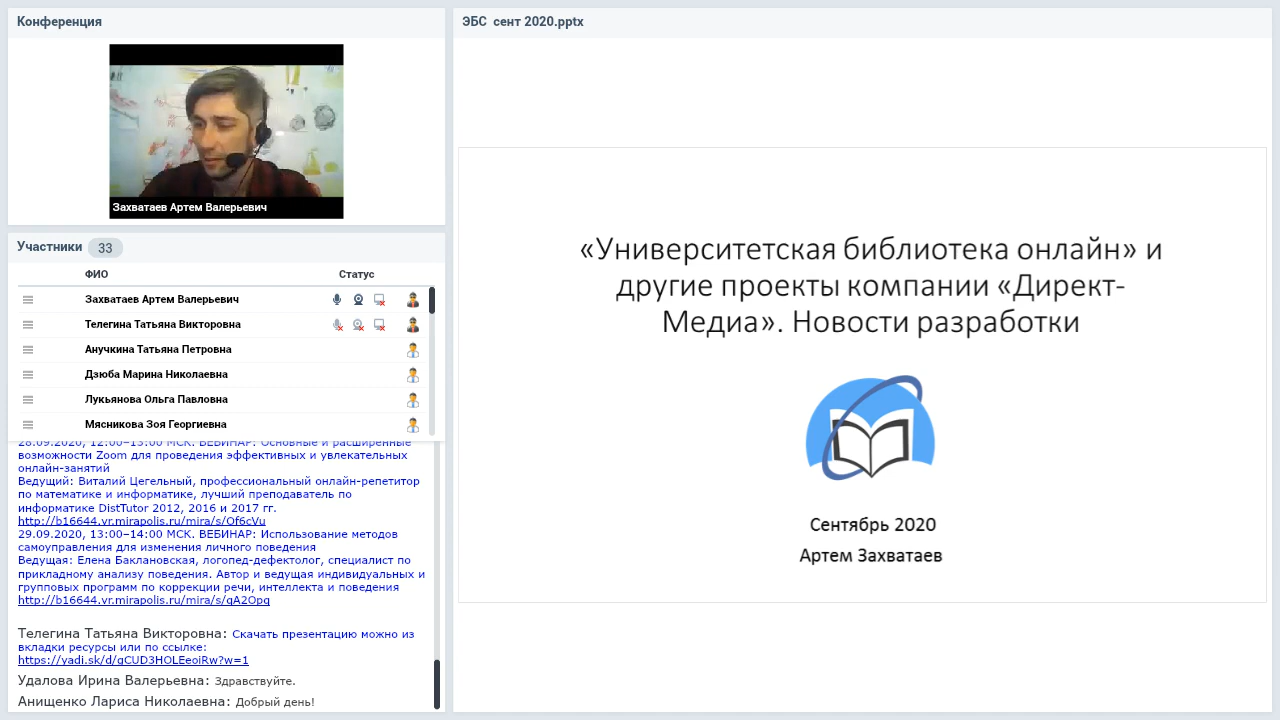 Конференция
Захватаев Артем Валерьевич
Участники 33
ФИО Статус
Захватаев Артем Валерьевич
Телегина Татьяна Викторовна
Анучкина Татьяна Петровна
Дзюба Марина Николаевна
Лукьянова Ольга Павловна
Мясникова Зоя Георгиевна
28.09.2020, 12:00–13:00 МСК. ВЕБИНАР: Основные и расширенные
возможности Zoom для проведения эффективных и увлекательных
онлайн-занятий
Ведущий: Виталий Цегельный, профессиональный онлайн-репетитор
по математике и информатике, лучший преподаватель по
информатике DistTutor 2012, 2016 и 2017 гг.
http://b16644.vr.mirapolis.ru/mira/s/Of6cVu
29.09.2020, 13:00–14:00 МСК. ВЕБИНАР: Использование методов
самоуправления для изменения личного поведения
Ведущая: Елена Баклановская, логопед-дефектолог, специалист по
прикладному анализу поведения. Автор и ведущая индивидуальных и
групповых программ по коррекции речи, интеллекта и поведения
http://b16644.vr.mirapolis.ru/mira/s/qA2Opq
Телегина Татьяна Викторовна: Скачать презентацию можно из
вкладки ресурсы или по ссылке:
https://yadi.sk/d/gCUD3HOLEeoiRw?w=1
Удалова Ирина Валерьевна: Здравствуйте.
Анищенко Лариса Николаевна: Добрый день!
ЭБС сент 2020.pptx
«Университетская библиотека онлайн» и
другие проекты компании «Директ-
Медиа». Новости разработки
Сентябрь 2020
Артем Захватаев